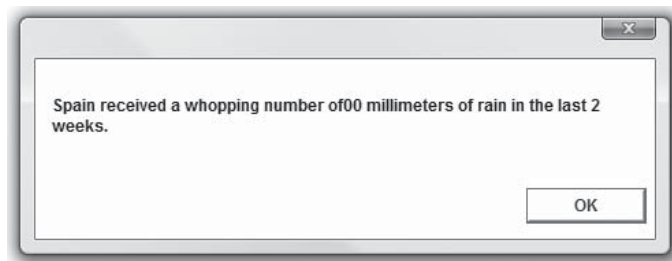 Spain received a whopping number of00 millimeters of rain in the last 2
weeks.
OK